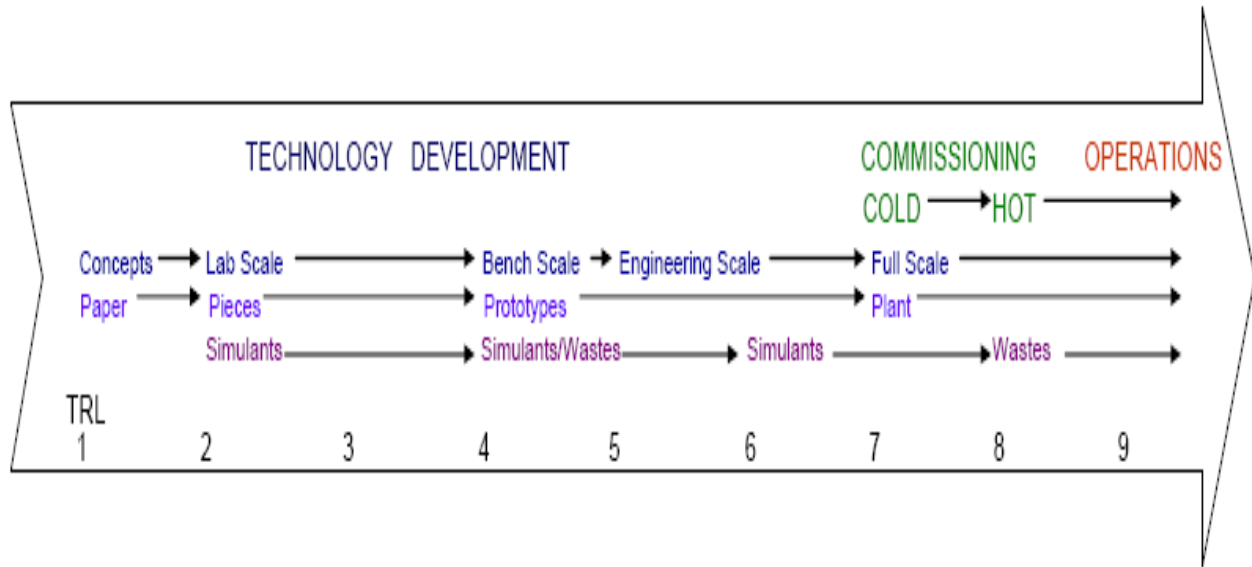 TECHNOLOGY DEVELOPMENT COMMISSIONING OPERATIONS
COLD HOT
Concepts Lab Scale Bench Scale Engineering Scale Full Scale
Paper Pieces Prototypes Plant
Simulants Simulants/Wastes Simulants Wastes
TRL
1 2 3 4 5 6 7 8 9